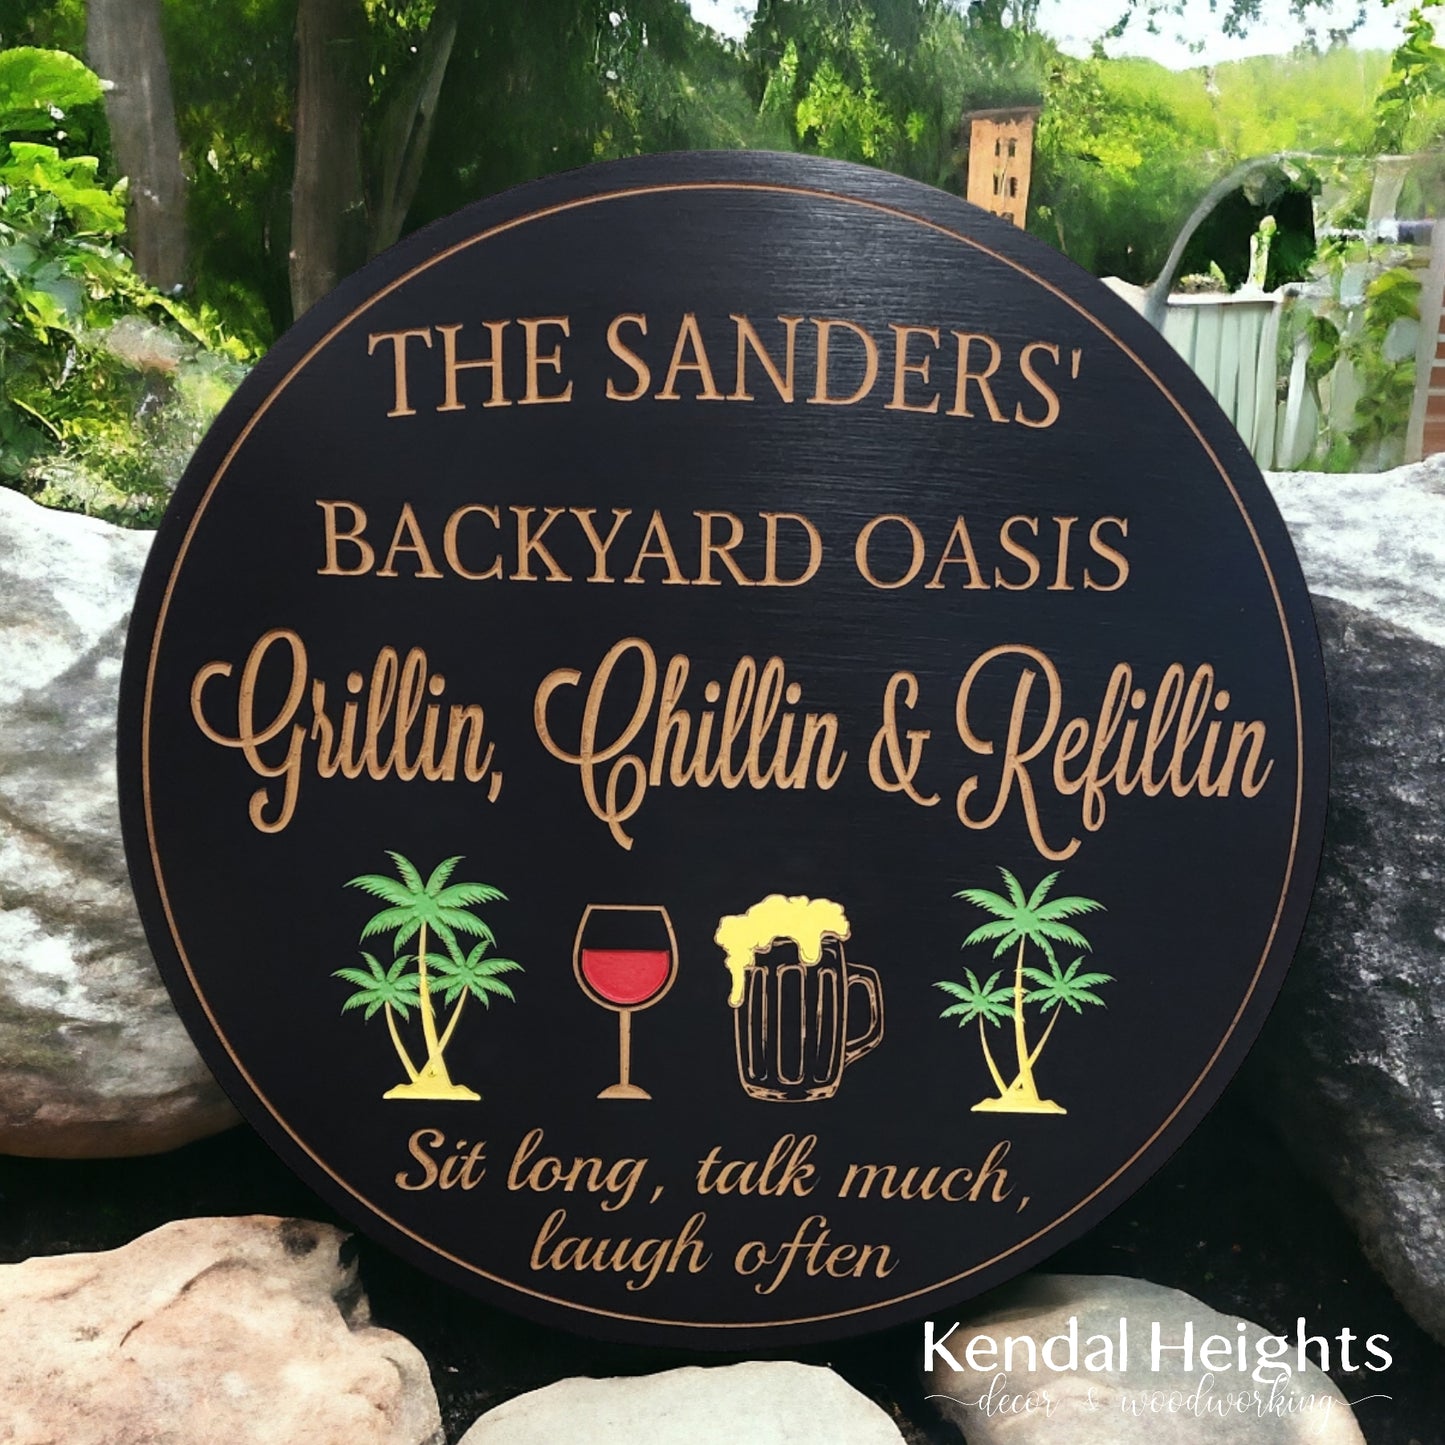 THE SANDERS'
BACKYARD OASIS
Grillin, Chillin & Refillin
Sit long, talk much,
laugh often
Kendal Heights
decor & woodworking